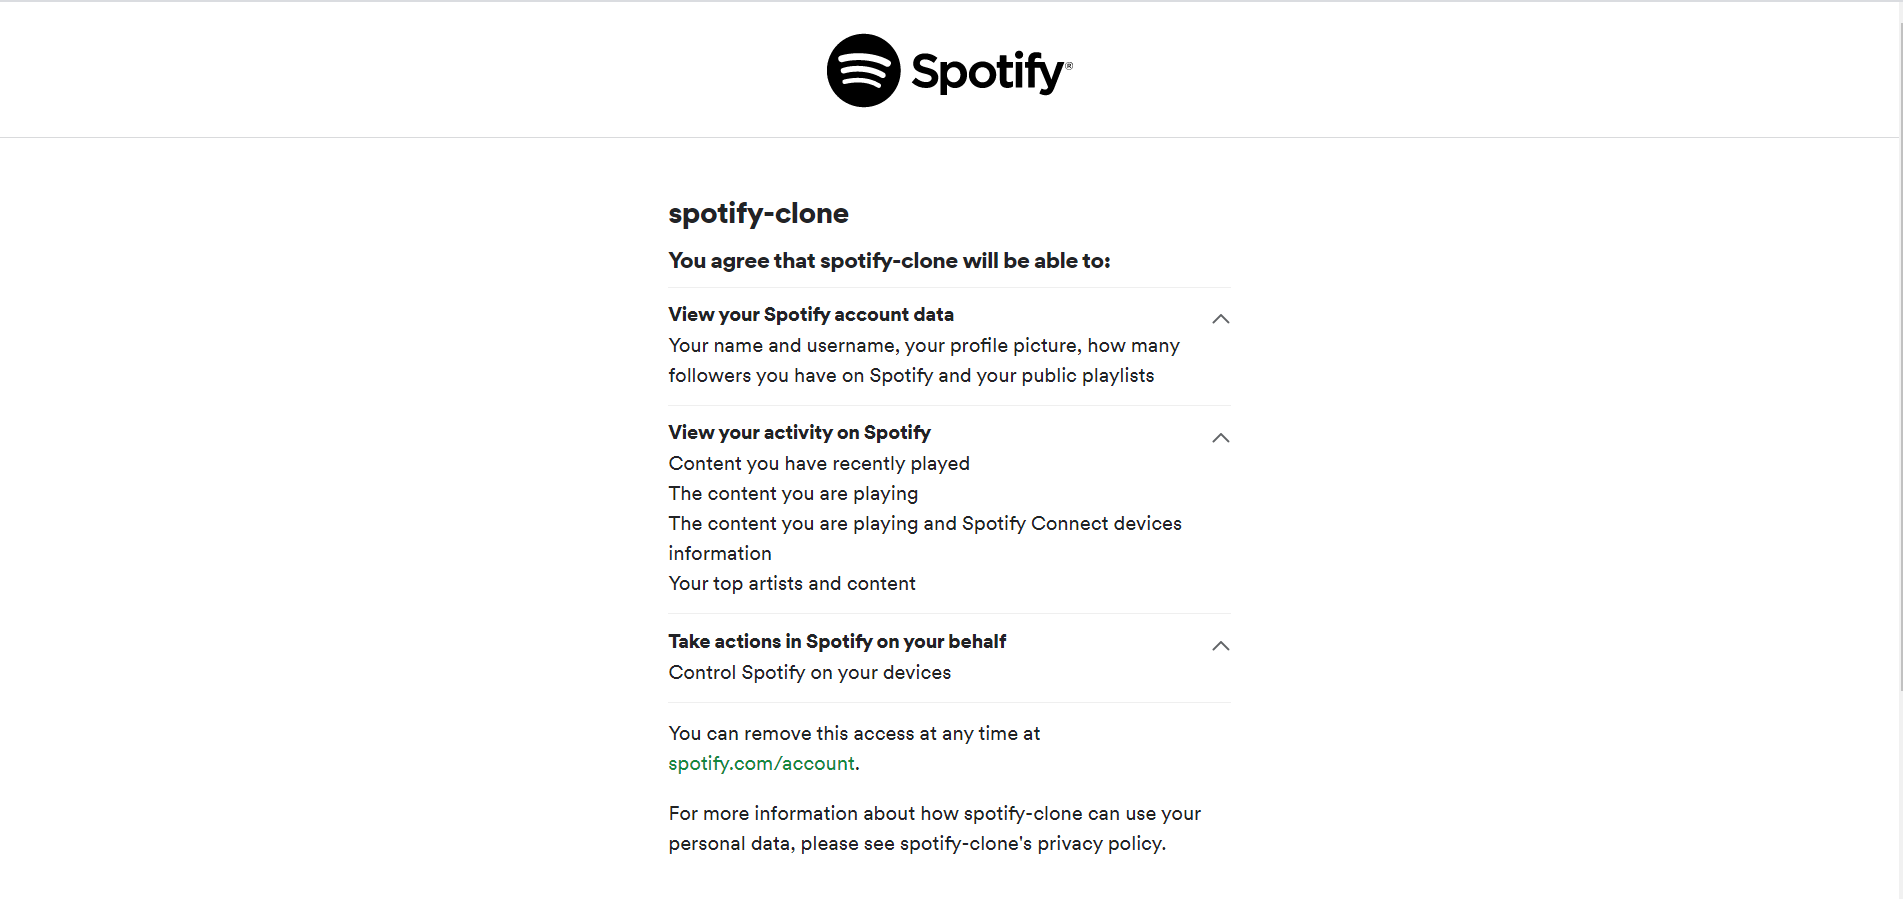 Spotify®
spotify-clone
You agree that spotify-clone will be able to:
View your Spotify account data
Your name and username, your profile picture, how many
followers you have on Spotify and your public playlists
View your activity on Spotify
Content you have recently played
The content you are playing
The content you are playing and Spotify Connect devices
information
Your top artists and content
Take actions in Spotify on your behalf
Control Spotify on your devices
You can remove this access at any time at
spotify.com/account.
For more information about how spotify-clone can use your
personal data, please see spotify-clone's privacy policy.